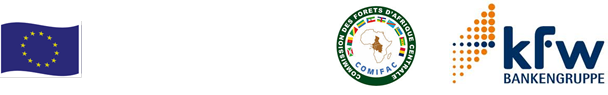 COMMISSION DES FORETS D'AFRIQUE CENTRALE
COMIFAC
kfw
BANKENGRUPPE